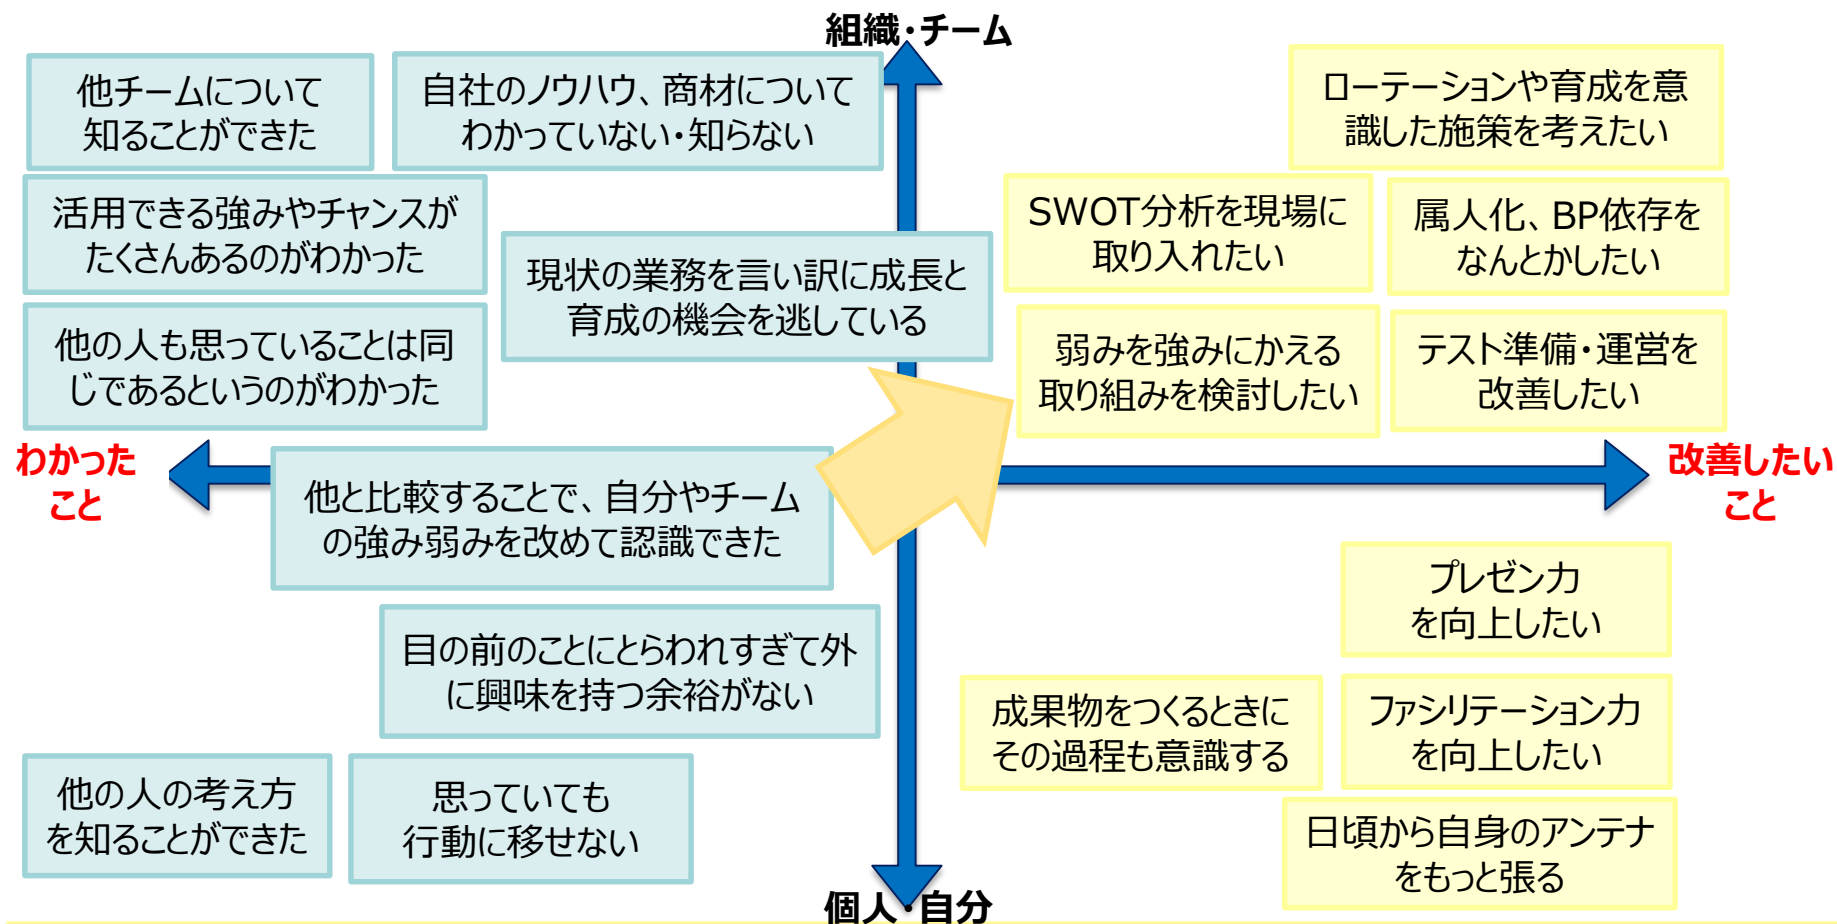 組織・チーム
他チームについて
知ることができた
自社のノウハウ、商材について
わかっていない・知らない
ローテーションや育成を意
識した施策を考えたい
活用できる強みやチャンスが
たくさんあるのがわかった
現状の業務を言い訳に成長と
育成の機会を逃している
SWOT分析を現場に
取り入れたい
属人化、BP依存を
なんとかしたい
他の人も思っていることは同
じであるというのがわかった
弱みを強みにかえる
取り組みを検討したい
テスト準備・運営を
改善したい
わかった
こと
改善したい
こと
他と比較することで、自分やチーム
の強み弱みを改めて認識できた
目の前のことにとらわれすぎて外
に興味を持つ余裕がない
プレゼン力
を向上したい
成果物をつくるときに
その過程も意識する
ファシリテーション力
を向上したい
他の人の考え方
を知ることができた
思っていても
行動に移せない
日頃から自身のアンテナ
をもっと張る
個人・自分